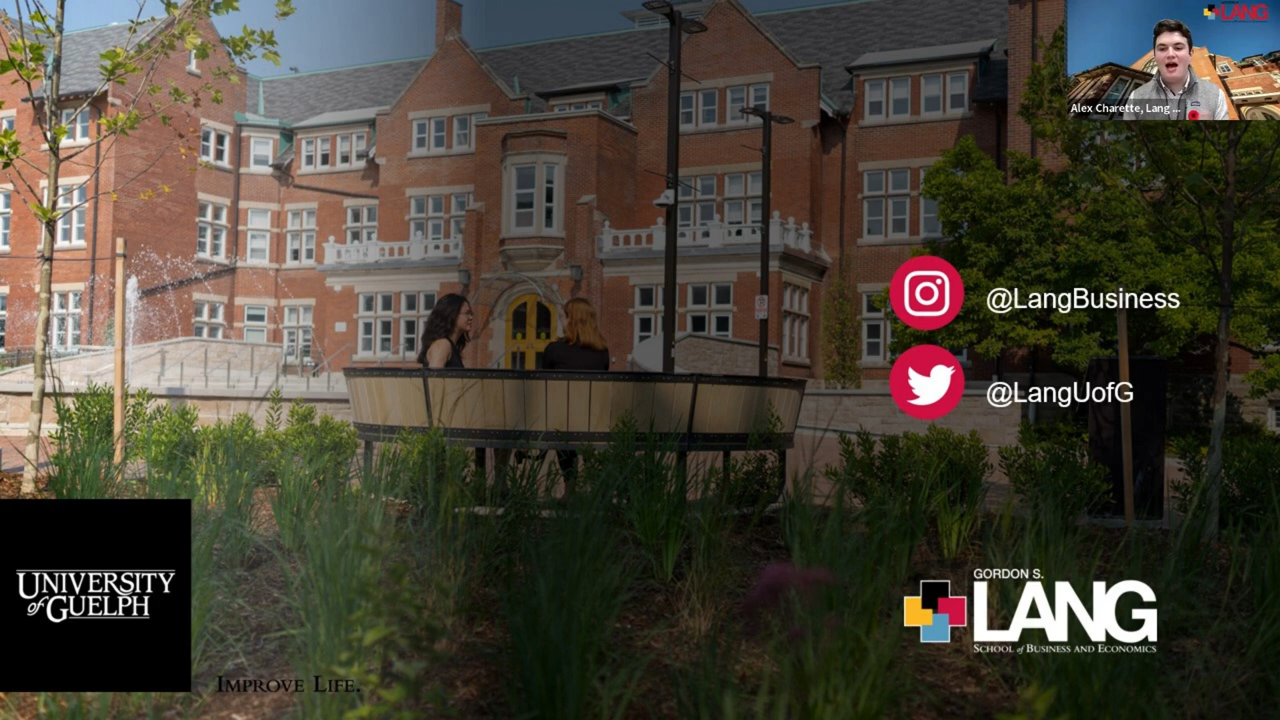 LANG
Alex Charette, Lang ...
@LangBusiness
@LangUofG
UNIVERSITY
of GUELPH
IMPROVE LIFE.
GORDON S.
LANG
SCHOOL of BUSINESS AND ECONOMICS